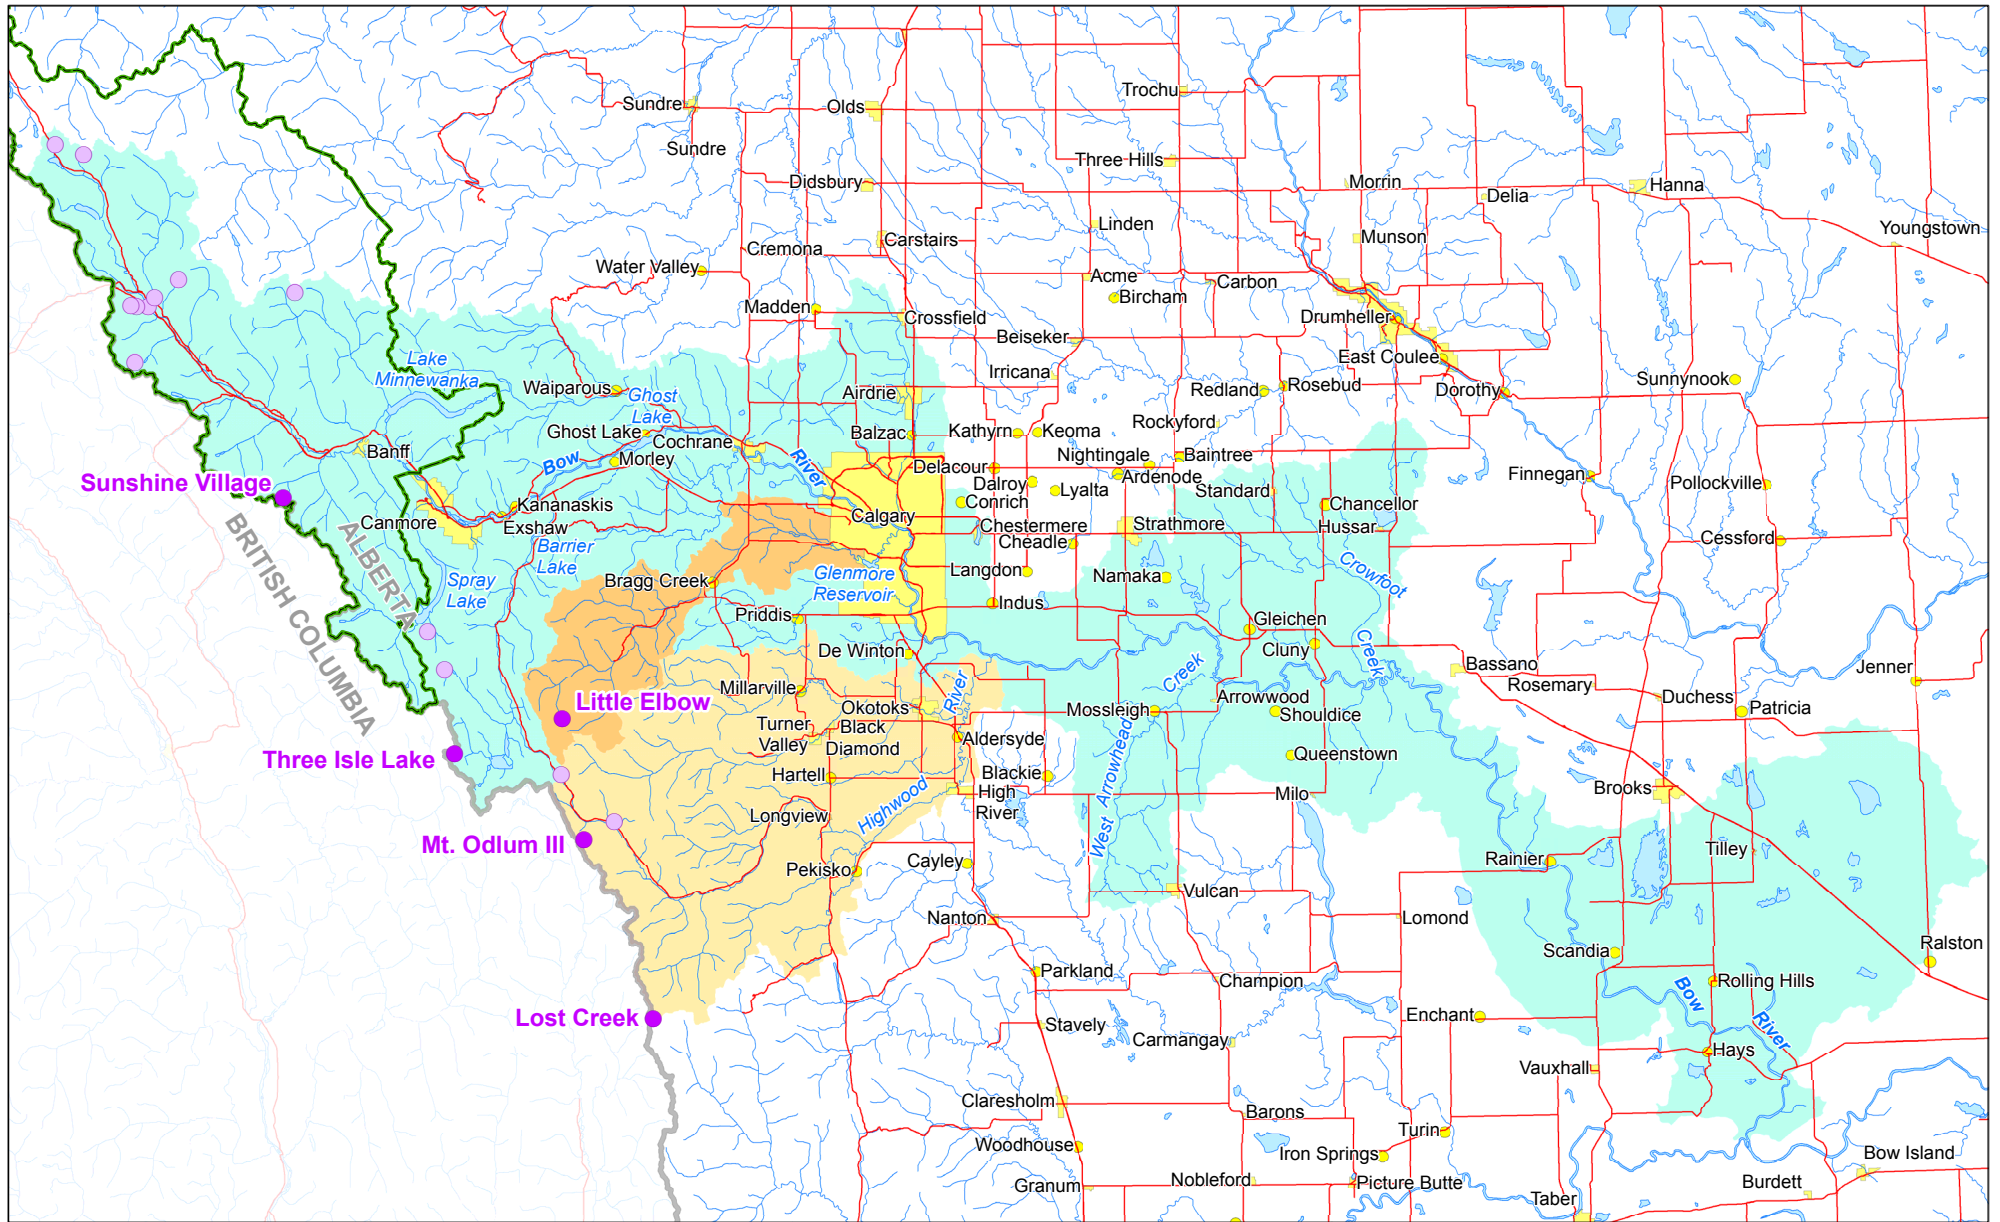 Trochu
Sundre
Olds
Sundre
Three Hills
Didsbury
Morrin
Hanna
Delia
Linden
Youngstown
Carstairs
Munson
Cremona
Water Valley
Acme
Carbon
Bircham
Madden
Crossfield
Drumheller
Beiseker
East Coulee
Lake
Minnewanka
Irricana
Sunnynook
Waiparous
Ghost
Lake
Airdrie
Redland
Rosebud
Dorothy
Rockyford
Ghost Lake
Cochrane
Balzac
Kathyrn
Keoma
Banff
Bow
River
Morley
Nightingale
Baintree
Delacour
Ardenode
Finnegan
Sunshine Village
Dalroy
Lyalta
Standard
Pollockville
Conrich
Kananaskis
Chancellor
Canmore
Exshaw
Calgary
Chestermere
Strathmore
Hussar
BRITISH COLUMBIA
ALBERTA
Barrier
Lake
Cheadle
Cessford
Spray
Lake
Bragg Creek
Glenmore
Reservoir
Langdon
Namaka
Crowfoot
Creek
Indus
Priddis
Gleichen
De Winton
Cluny
Bassano
Jenner
Creek
Millarville
River
Rosemary
Little Elbow
Okotoks
Mossleigh
Arrowwood
Shouldice
Duchess
Patricia
Turner
Valley
Black
Diamond
Aldersyde
Three Isle Lake
West Arrowhead
Queenstown
Hartell
Blackie
Brooks
High
River
Milo
Longview
Highwood
Mt. Odlum III
Tilley
Pekisko
Cayley
Rainier
Vulcan
Nanton
Lomond
Ralston
Scandia
Parkland
Champion
Rolling Hills
Bow
River
Lost Creek
Enchant
Stavely
Carmangay
Hays
Vauxhall
Claresholm
Barons
Turin
Woodhouse
Iron Springs
Bow Island
Granum
Nobleford
Picture Butte
Burdett
Taber